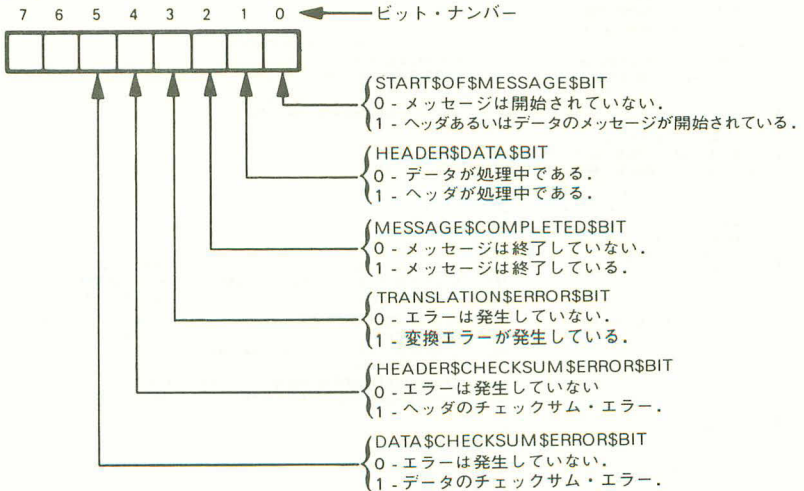 7 6 5 4 3 2 1 0 ビット・ナンバー
START$OF$MESSAGE$BIT
0 - メッセージは開始されていない.
1 - ヘッダあるいはデータのメッセージが開始されている.
HEADER$DATA$BIT
0 - データが処理中である.
1 - ヘッダが処理中である.
MESSAGE$COMPLETED$BIT
0 - メッセージは終了していない.
1 - メッセージは終了している.
TRANSLATION$ERROR$BIT
0 - エラーは発生していない.
1 - 変換エラーが発生している.
HEADER$CHECKSUM$ERROR$BIT
0 - エラーは発生していない
1 - ヘッダのチェックサム・エラー.
DATA$CHECKSUM$ERROR$BIT
0 - エラーは発生していない.
1 - データのチェックサム・エラー.